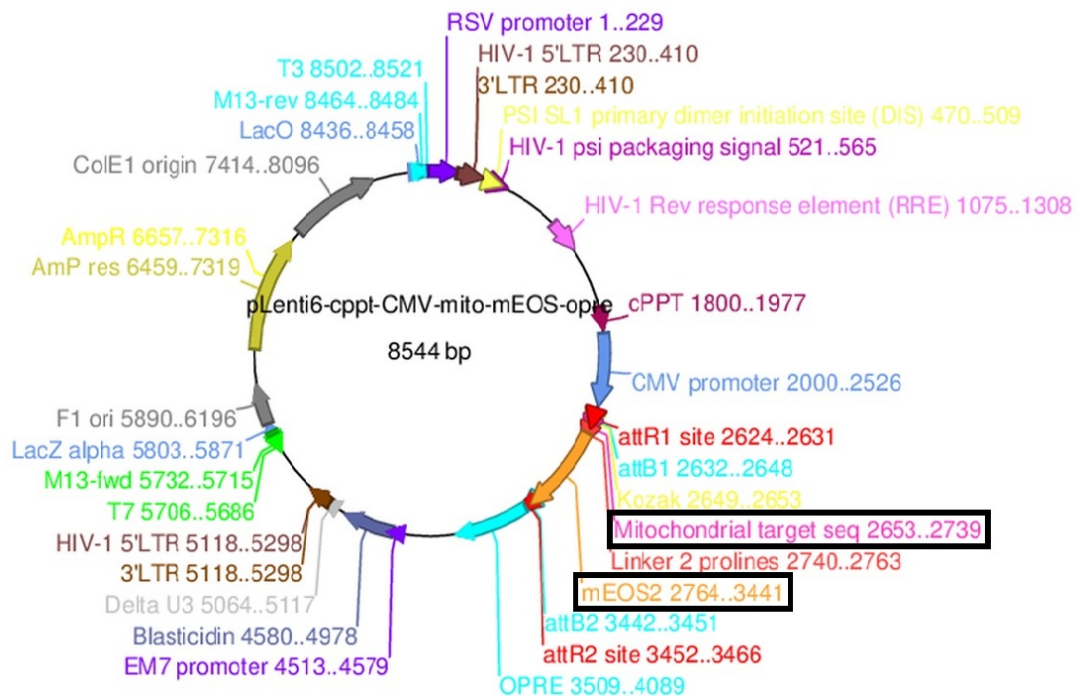 RSV promoter 1..229
HIV-1 5'LTR 230..410
3'LTR 230..410
PSI SL1 primary dimer initiation site (DIS) 470..509
HIV-1 psi packaging signal 521..565
HIV-1 Rev response element (RRE) 1075..1308
cPPT 1800..1977
CMV promoter 2000..2526
attR1 site 2624..2631
attB1 2632..2648
Kozak 2649..2653
Mitochondrial target seq 2653..2739
Linker 2 prolines 2740..2763
mEOS2 2764..3441
attB2 3442..3451
attR2 site 3452..3466
OPRE 3509..4089
EM7 promoter 4513..4579
Blasticidin 4580..4978
Delta U3 5064..5117
3'LTR 5118..5298
HIV-1 5'LTR 5118..5298
T7 5706..5686
M13-fwd 5732..5715
LacZ alpha 5803..5871
F1 ori 5890..6196
AmP res 6459..7319
AmpR 6657..7316
ColE1 origin 7414..8096
LacO 8436..8458
M13-rev 8464..8484
T3 8502..8521
pLenti6-cppt-CMV-mito-mEOS-opre
8544 bp